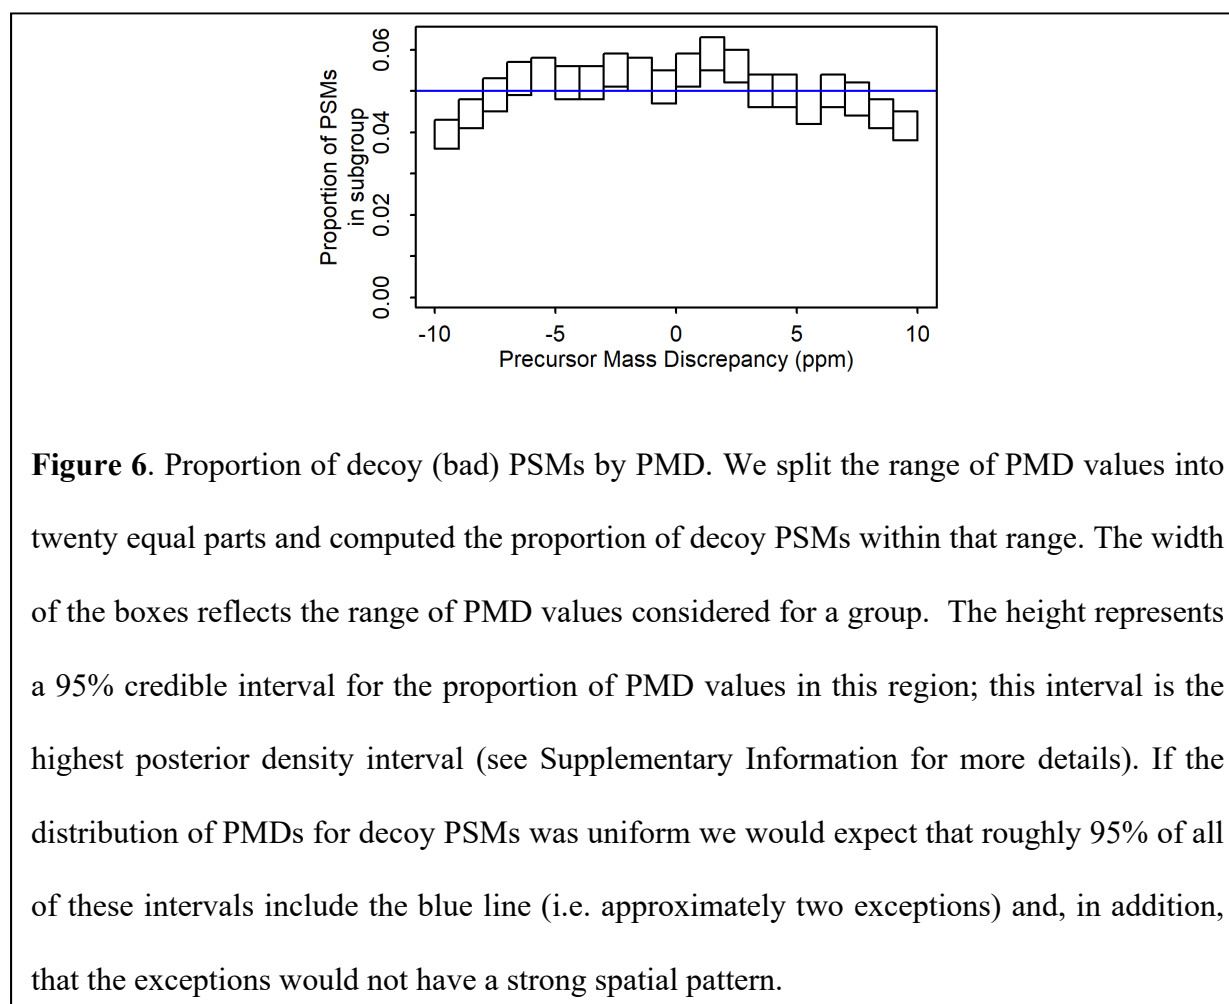 0.06
0.04
0.02
0.00
Proportion of PSMs
in subgroup
-10 -5 0 5 10
Precursor Mass Discrepancy (ppm)
Figure 6. Proportion of decoy (bad) PSMs by PMD. We split the range of PMD values into
twenty equal parts and computed the proportion of decoy PSMs within that range. The width
of the boxes reflects the range of PMD values considered for a group. The height represents
a 95% credible interval for the proportion of PMD values in this region; this interval is the
highest posterior density interval (see Supplementary Information for more details). If the
distribution of PMDs for decoy PSMs was uniform we would expect that roughly 95% of all
of these intervals include the blue line (i.e. approximately two exceptions) and, in addition,
that the exceptions would not have a strong spatial pattern.